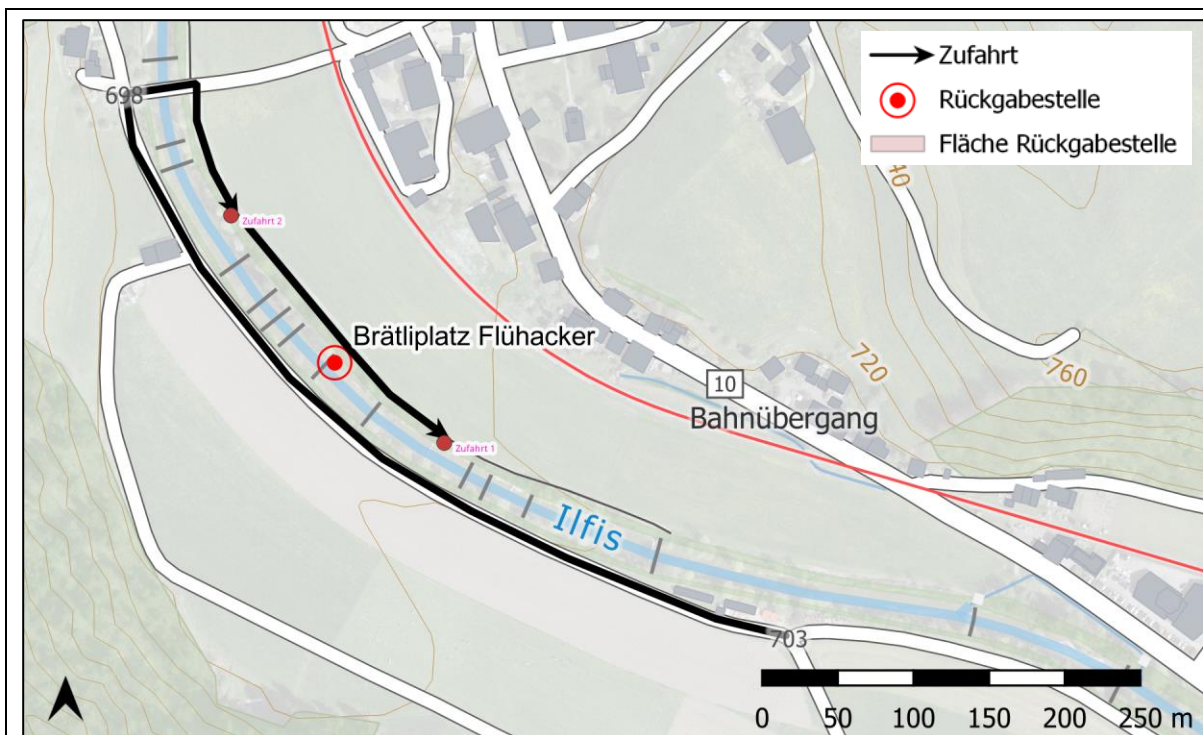 Zufahrt
Rückgabestelle
Fläche Rückgabestelle
698
40
Zufahrt 2
Brätliplatz Flühacker
720
760
10
Bahnübergang
Zufahrt 1
Ilfis
703
0 50 100 150 200 250 m